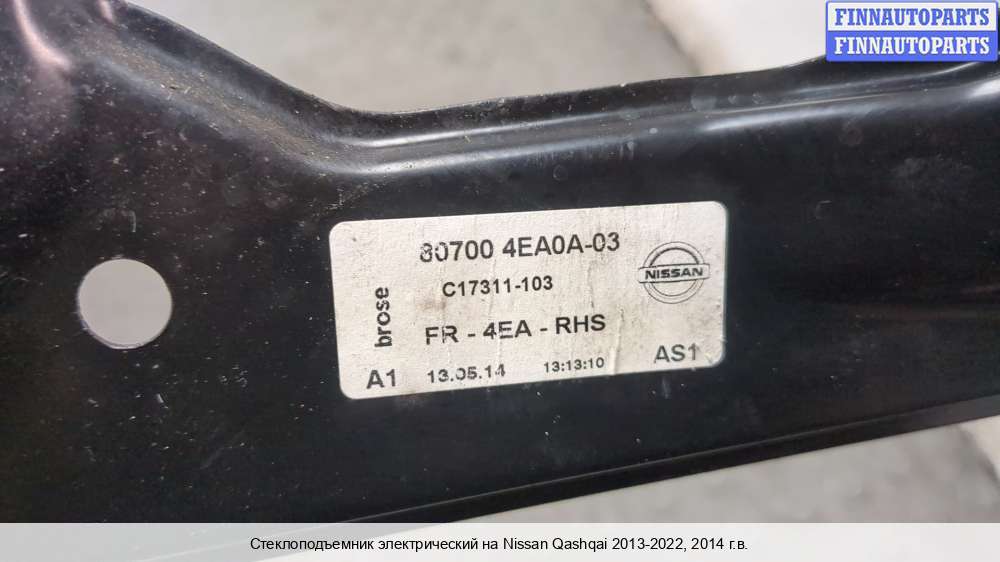 FINNAUTOPARTS
FINNAUTOPARTS
80700 4EA0A-03
NISSAN
C17311-103
brose
FR - 4EA - RHS
A1 13.05.14 13:13:10 AS1
Стеклоподъемник электрический на Nissan Qashqai 2013-2022, 2014 г.в.